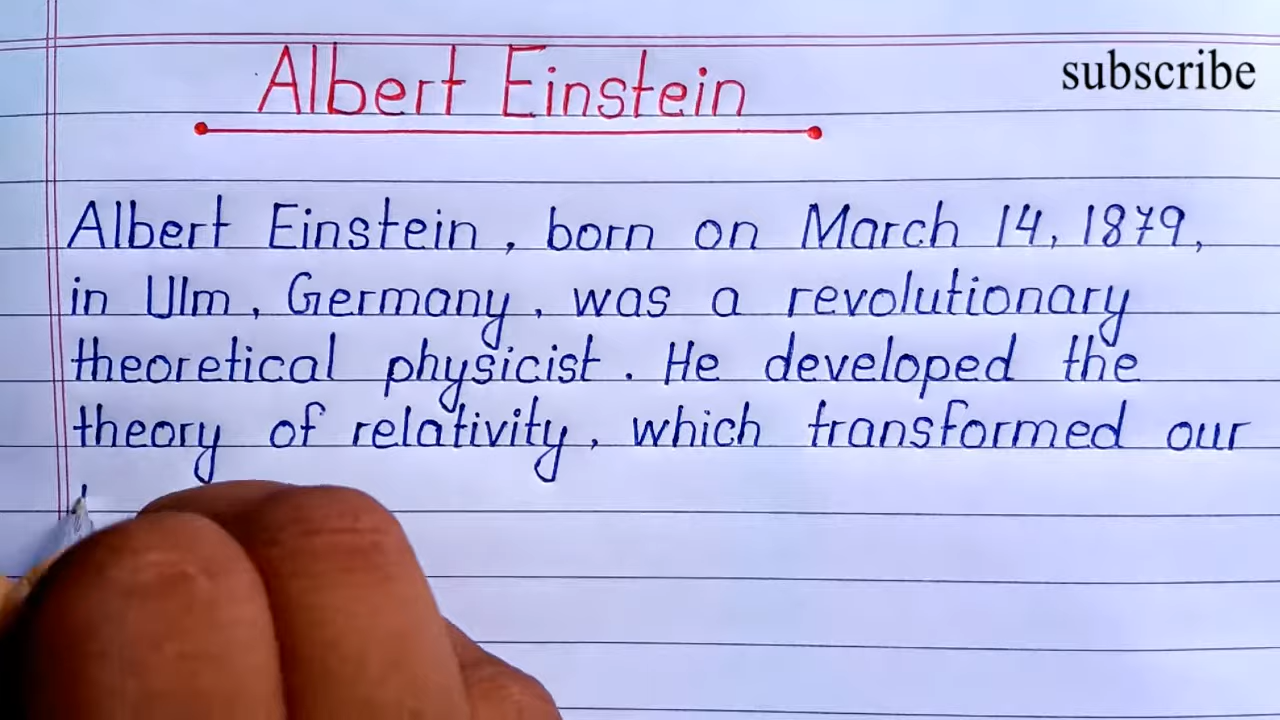 Albert Einstein
subscribe
Albert Einstein, born on March 14, 1879,
in Ulm, Germany, was a revolutionary
theoretical physicist. He developed the
theory of relativity, which transformed our